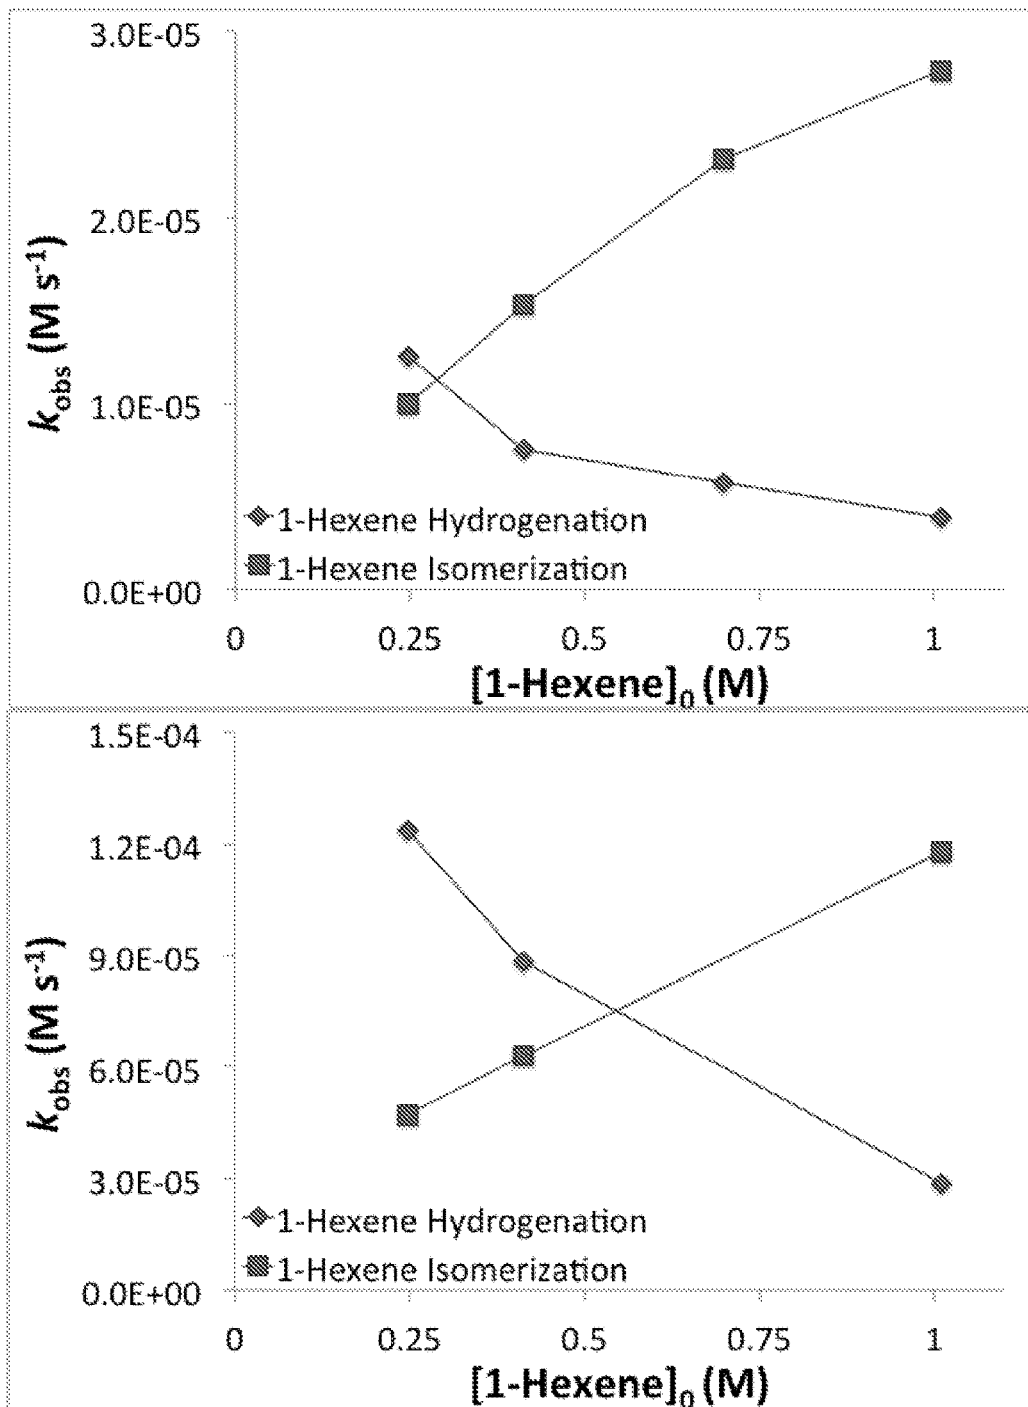 3.0E-05
2.0E-05
1.0E-05
0.0E+00
k_obs (M s⁻¹)
1-Hexene Hydrogenation
1-Hexene Isomerization
0 0.25 0.5 0.75 1
[1-Hexene]₀ (M)
1.5E-04
1.2E-04
9.0E-05
6.0E-05
3.0E-05
0.0E+00
k_obs (M s⁻¹)
1-Hexene Hydrogenation
1-Hexene Isomerization
0 0.25 0.5 0.75 1
[1-Hexene]₀ (M)